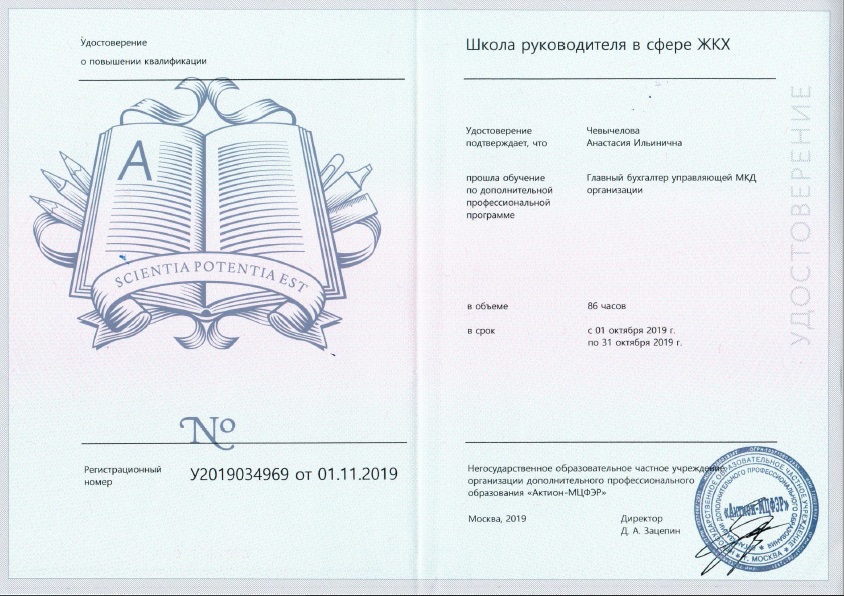 Удостоверение
о повышении квалификации
A
SCIENTIA POTENTIA EST
№
Регистрационный
номер
У2019034969 от 01.11.2019
Школа руководителя в сфере ЖКХ
Удостоверение
подтверждает, что
Чевычелова
Анастасия Ильинична
прошла обучение
по дополнительной
профессиональной
программе
Главный бухгалтер управляющей МКД
организации
в объеме
86 часов
в срок
с 01 октября 2019 г.
по 31 октября 2019 г.
Негосударственное образовательное частное учреждение
организации дополнительного профессионального
образования «Актион-МЦФЭР»
Москва, 2019
Директор
Д. А. Зацепин
УДОСТОВЕРЕНИЕ
«Актион-МЦФЭР»
МОСКВА